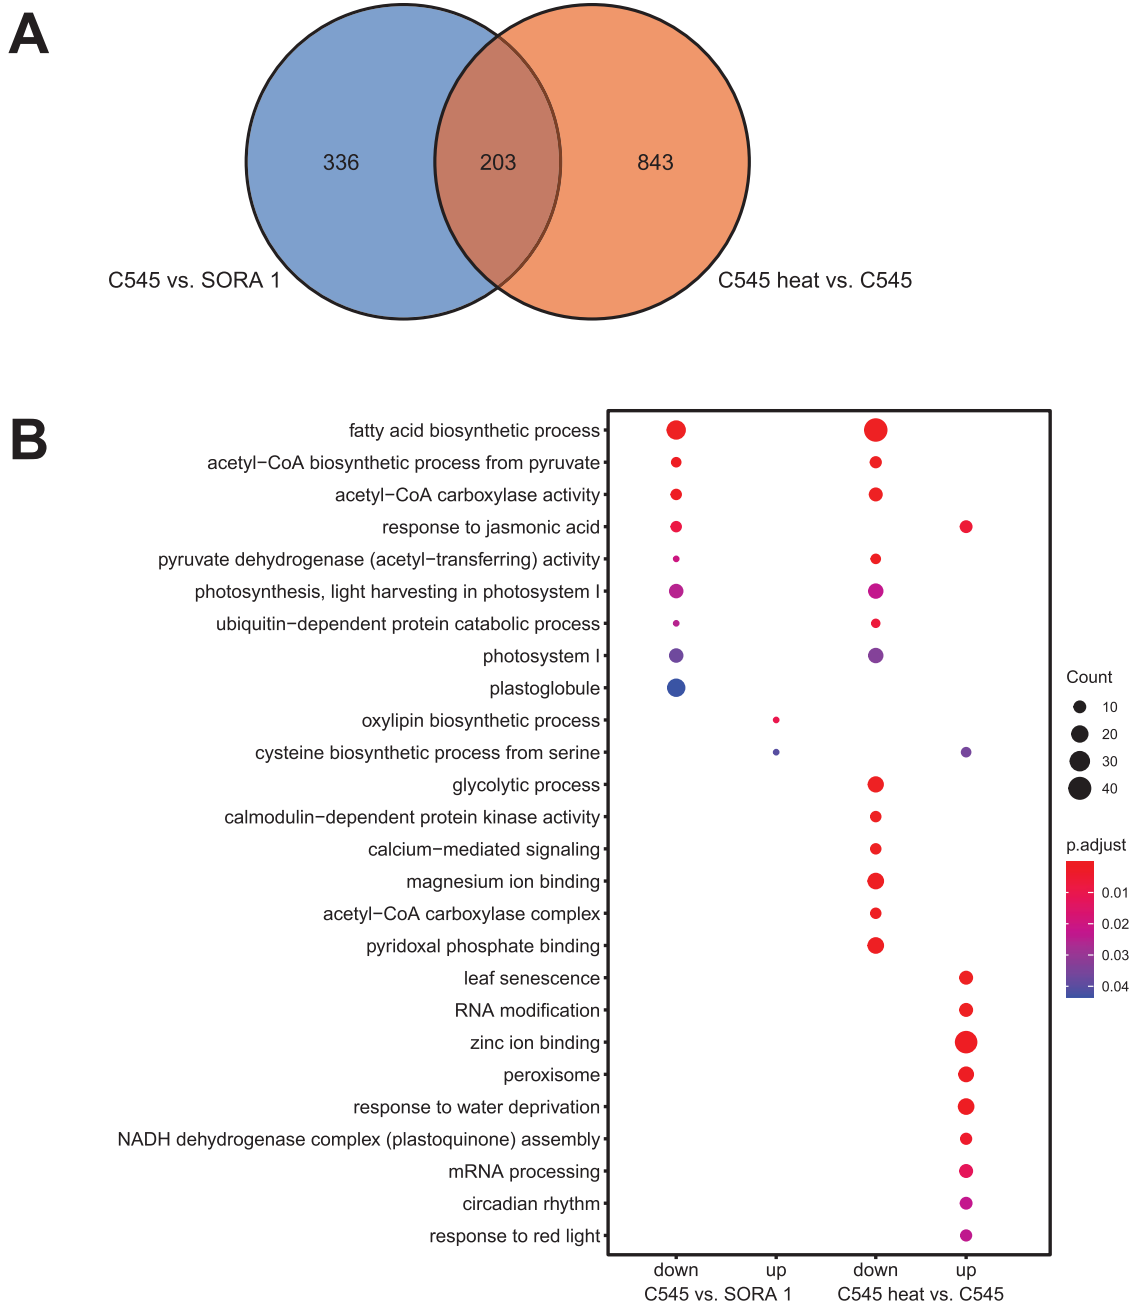 A
336
203
843
C545 vs. SORA 1
C545 heat vs. C545
B
fatty acid biosynthetic process
acetyl−CoA biosynthetic process from pyruvate
acetyl−CoA carboxylase activity
response to jasmonic acid
pyruvate dehydrogenase (acetyl−transferring) activity
photosynthesis, light harvesting in photosystem I
ubiquitin−dependent protein catabolic process
photosystem I
plastoglobule
oxylipin biosynthetic process
cysteine biosynthetic process from serine
glycolytic process
calmodulin−dependent protein kinase activity
calcium−mediated signaling
magnesium ion binding
acetyl−CoA carboxylase complex
pyridoxal phosphate binding
leaf senescence
RNA modification
zinc ion binding
peroxisome
response to water deprivation
NADH dehydrogenase complex (plastoquinone) assembly
mRNA processing
circadian rhythm
response to red light
down up down up
C545 vs. SORA 1 C545 heat vs. C545
Count
10
20
30
40
p.adjust
0.01
0.02
0.03
0.04